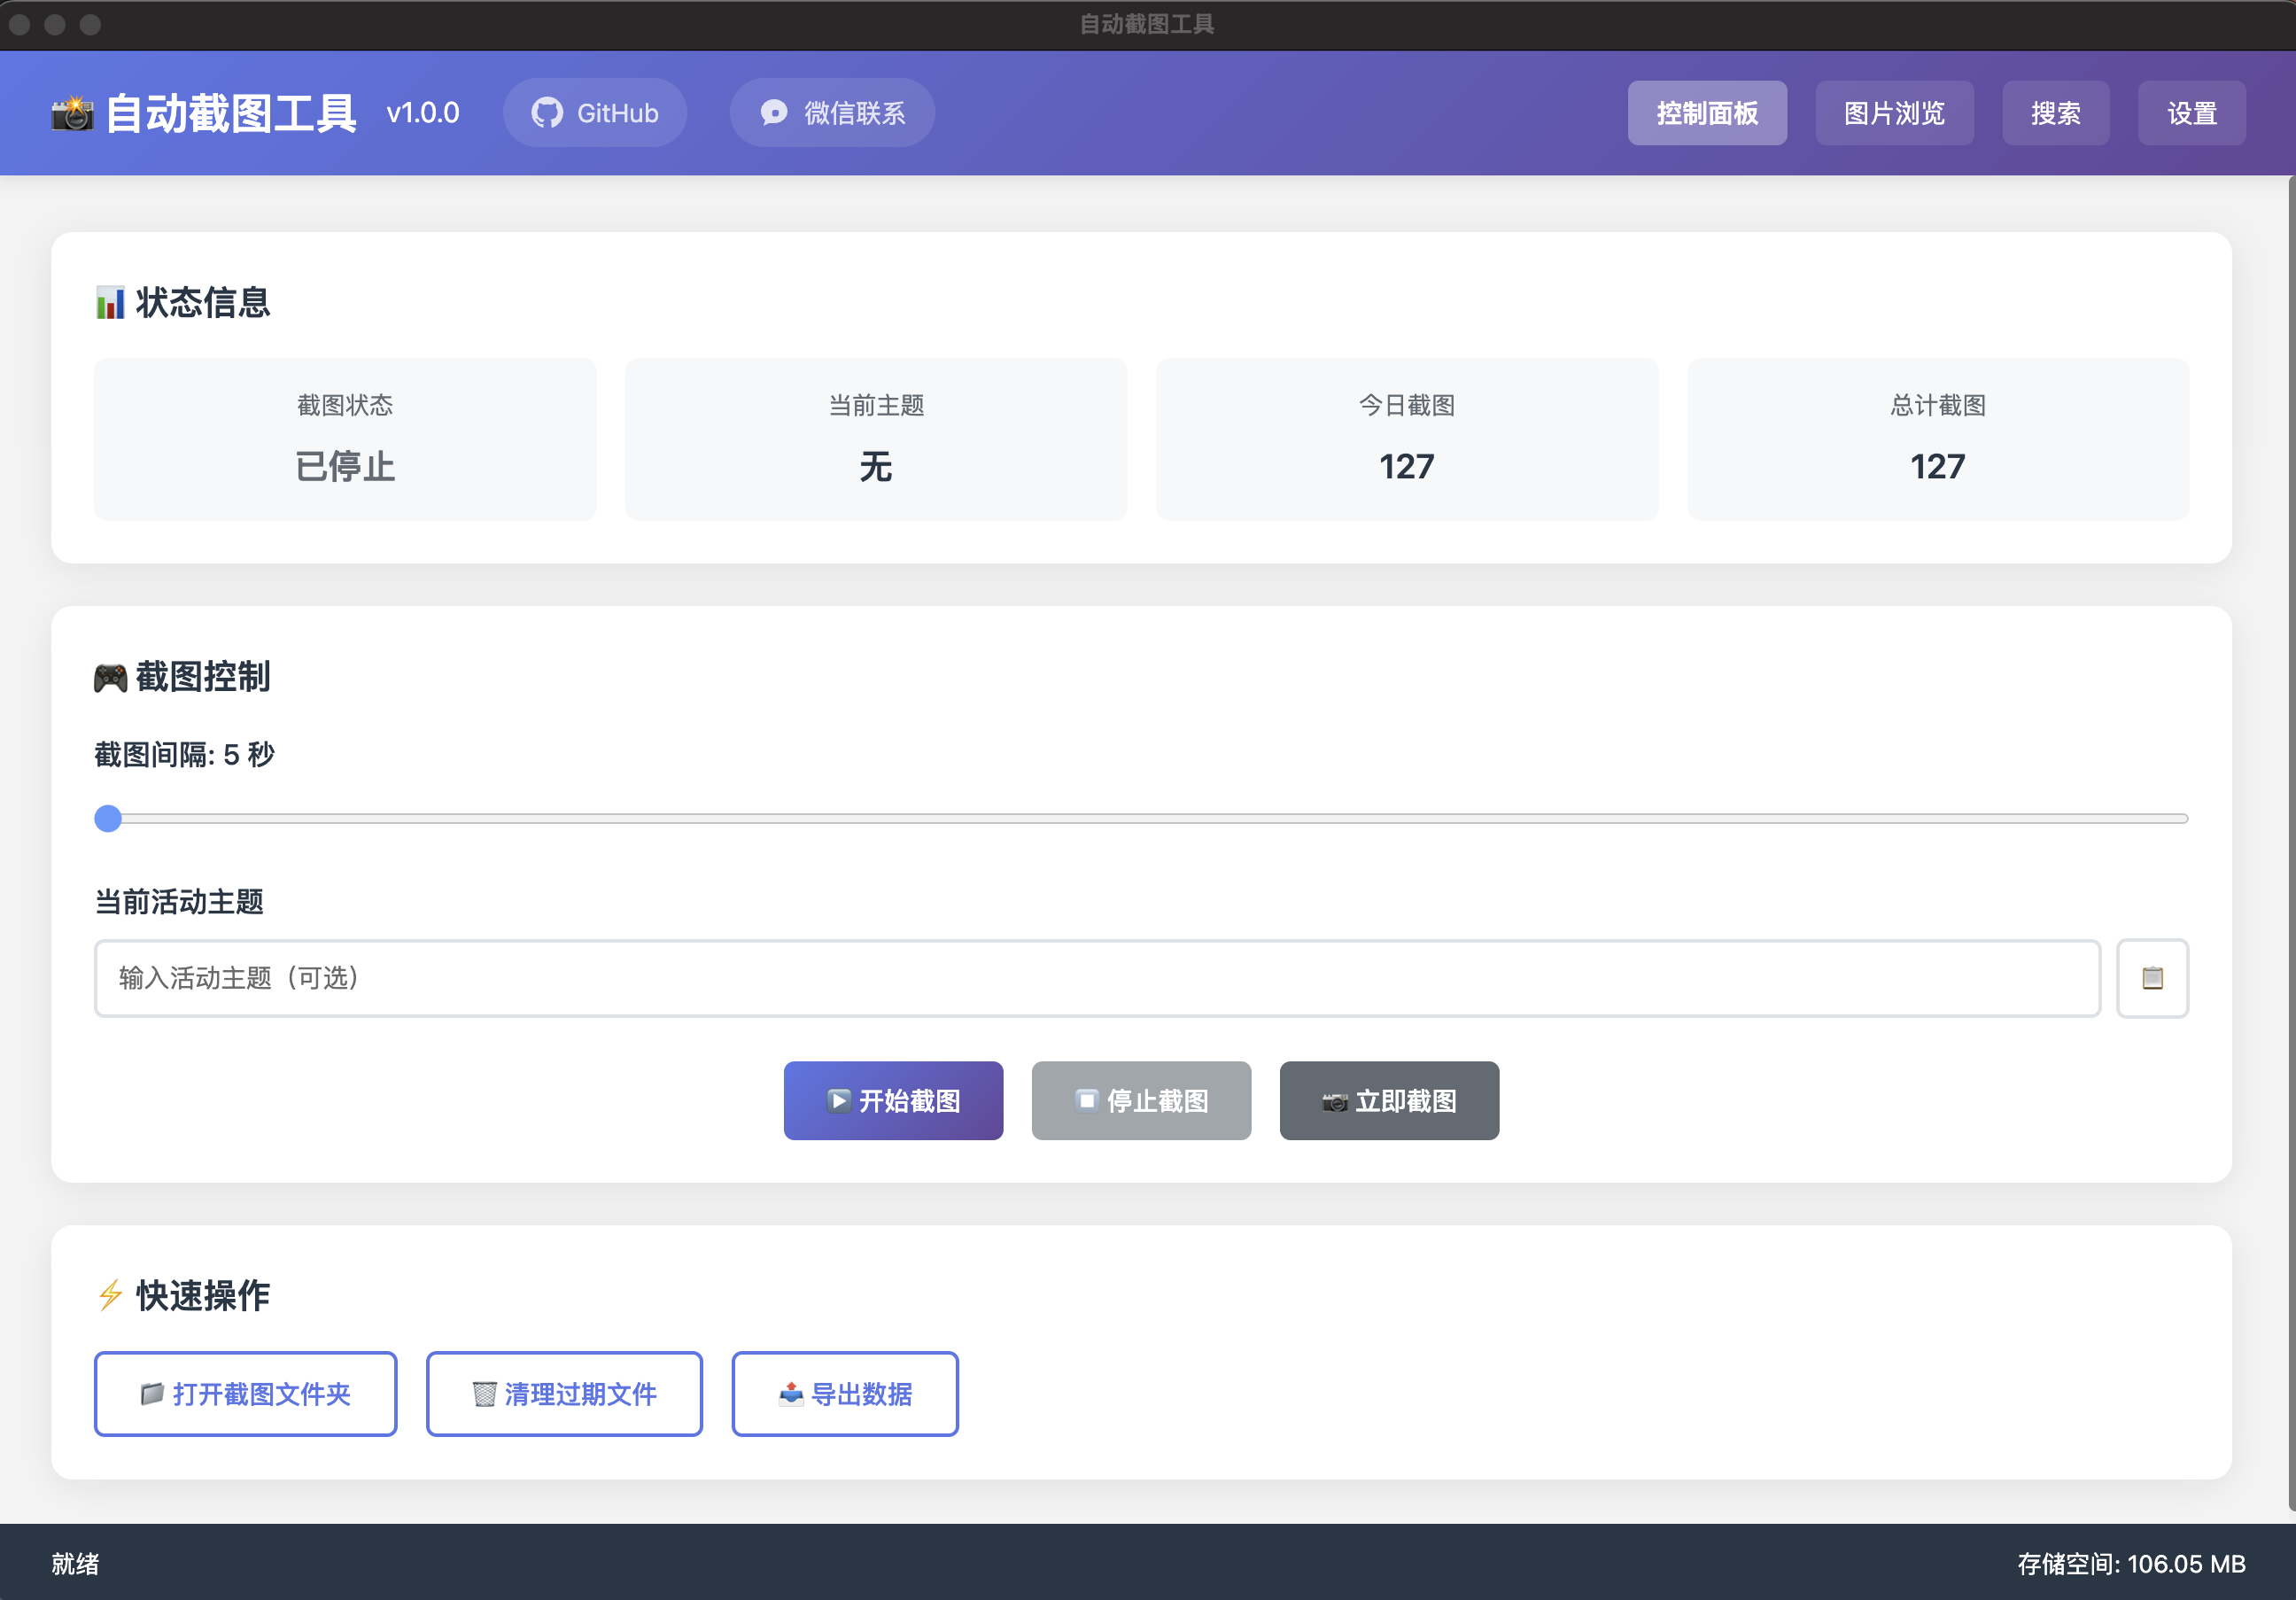 自动截图工具
📸 自动截图工具 v1.0.0 GitHub 微信联系 控制面板 图片浏览 搜索 设置
📊 状态信息
截图状态 当前主题 今日截图 总计截图
已停止 无 127 127
🎮 截图控制
截图间隔: 5 秒
当前活动主题
输入活动主题（可选）
开始截图 停止截图 立即截图
⚡ 快速操作
打开截图文件夹 清理过期文件 导出数据
就绪 存储空间: 106.05 MB